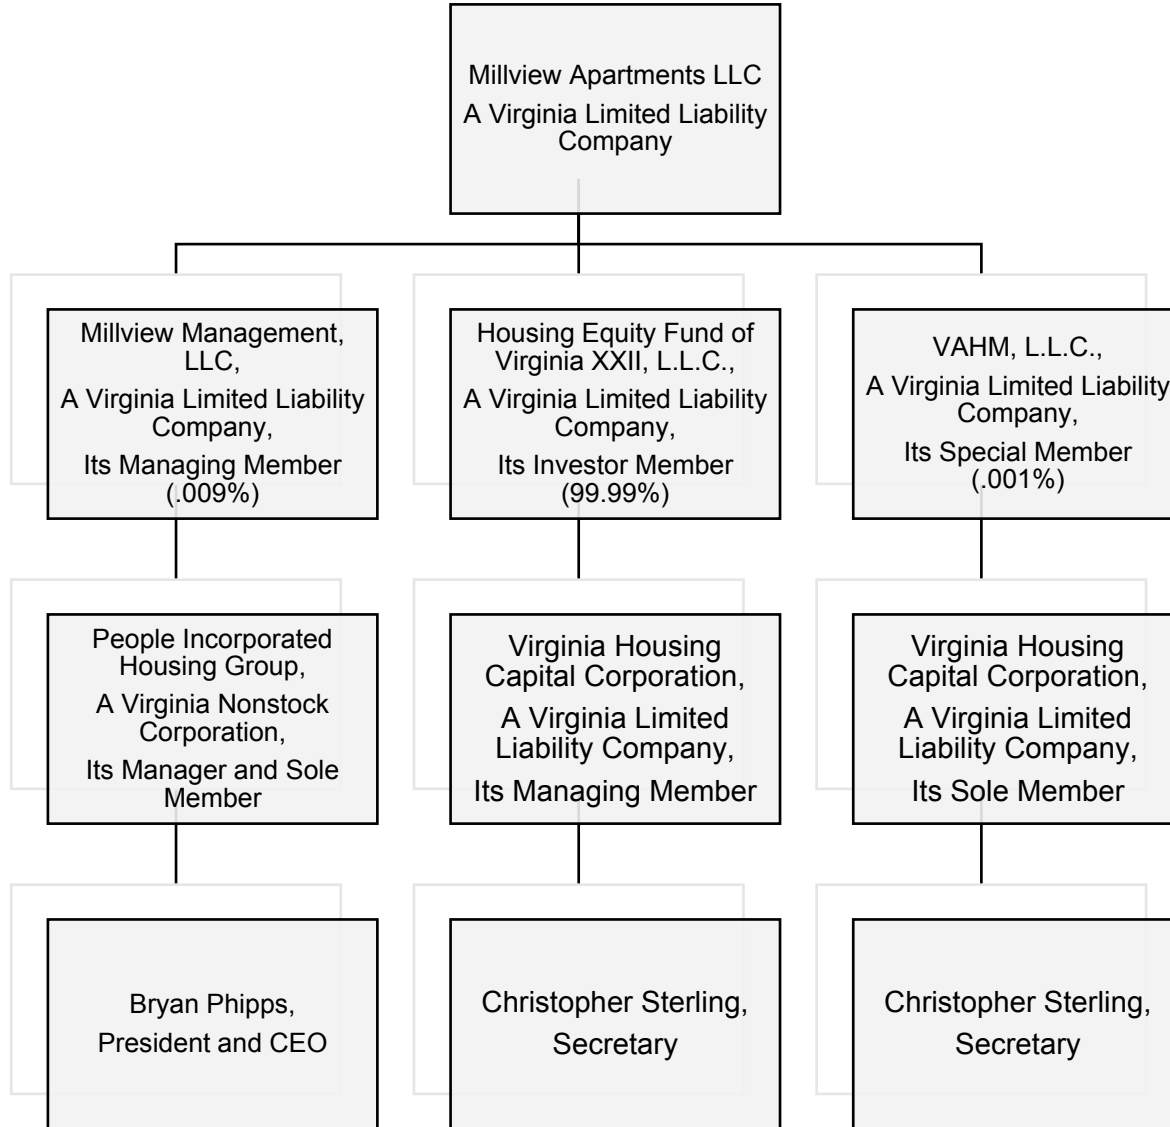 Millview Apartments LLC
A Virginia Limited Liability
Company
Millview Management,
LLC,
A Virginia Limited Liability
Company,
Its Managing Member
(.009%)
Housing Equity Fund of
Virginia XXII, L.L.C.,
A Virginia Limited Liability
Company,
Its Investor Member
(99.99%)
VAHM, L.L.C.,
A Virginia Limited Liability
Company,
Its Special Member
(.001%)
People Incorporated
Housing Group,
A Virginia Nonstock
Corporation,
Its Manager and Sole
Member
Virginia Housing
Capital Corporation,
A Virginia Limited
Liability Company,
Its Managing Member
Virginia Housing
Capital Corporation,
A Virginia Limited
Liability Company,
Its Sole Member
Bryan Phipps,
President and CEO
Christopher Sterling,
Secretary
Christopher Sterling,
Secretary